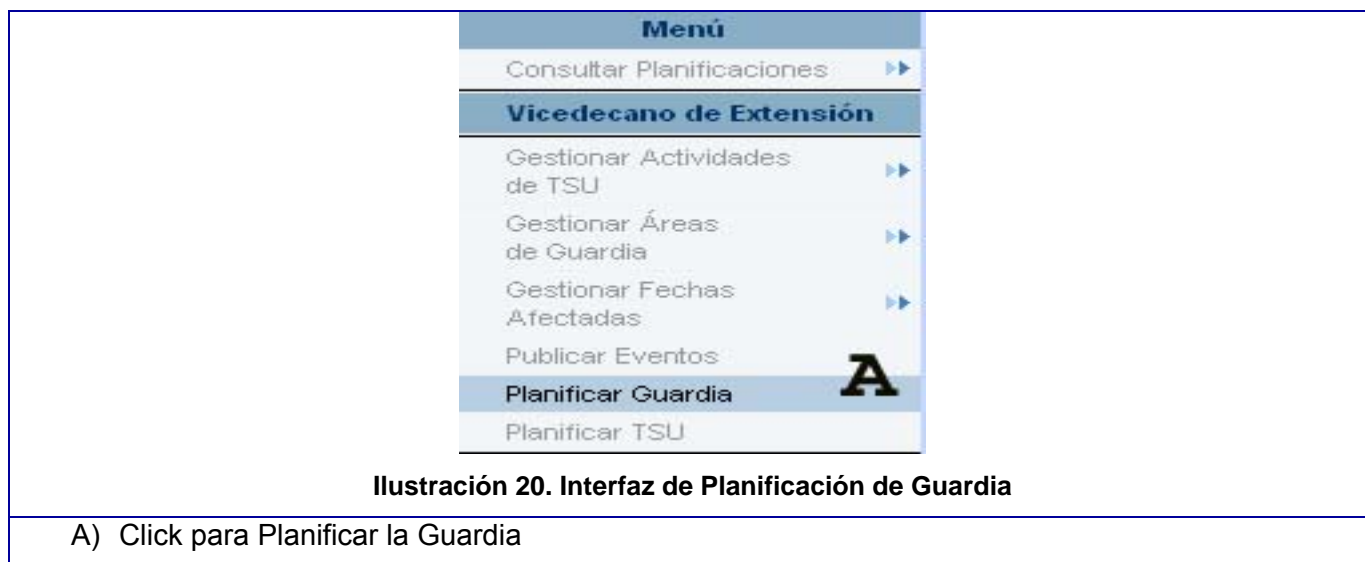 Menú
Consultar Planificaciones
Vicedecano de Extensión
Gestionar Actividades
de TSU
Gestionar Áreas
de Guardia
Gestionar Fechas
Afectadas
Publicar Eventos
A
Planificar Guardia
Planificar TSU
Ilustración 20. Interfaz de Planificación de Guardia
A) Click para Planificar la Guardia